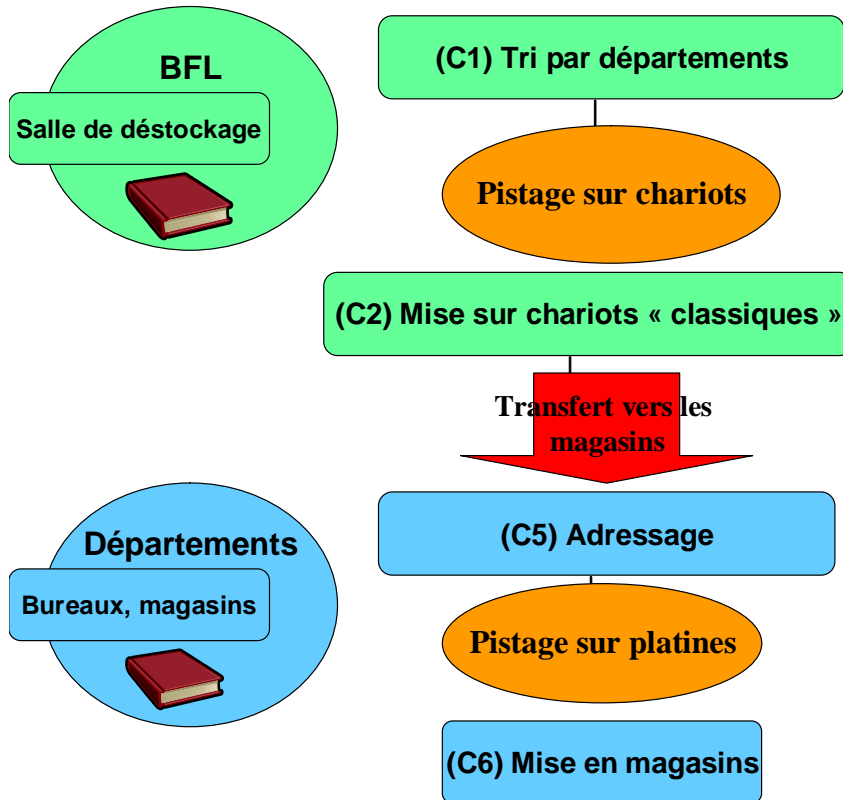 BFL
Salle de déstockage
(C1) Tri par départements
Pistage sur chariots
(C2) Mise sur chariots « classiques »
Transfert vers les
magasins
Départements
Bureaux, magasins
(C5) Adressage
Pistage sur platines
(C6) Mise en magasins